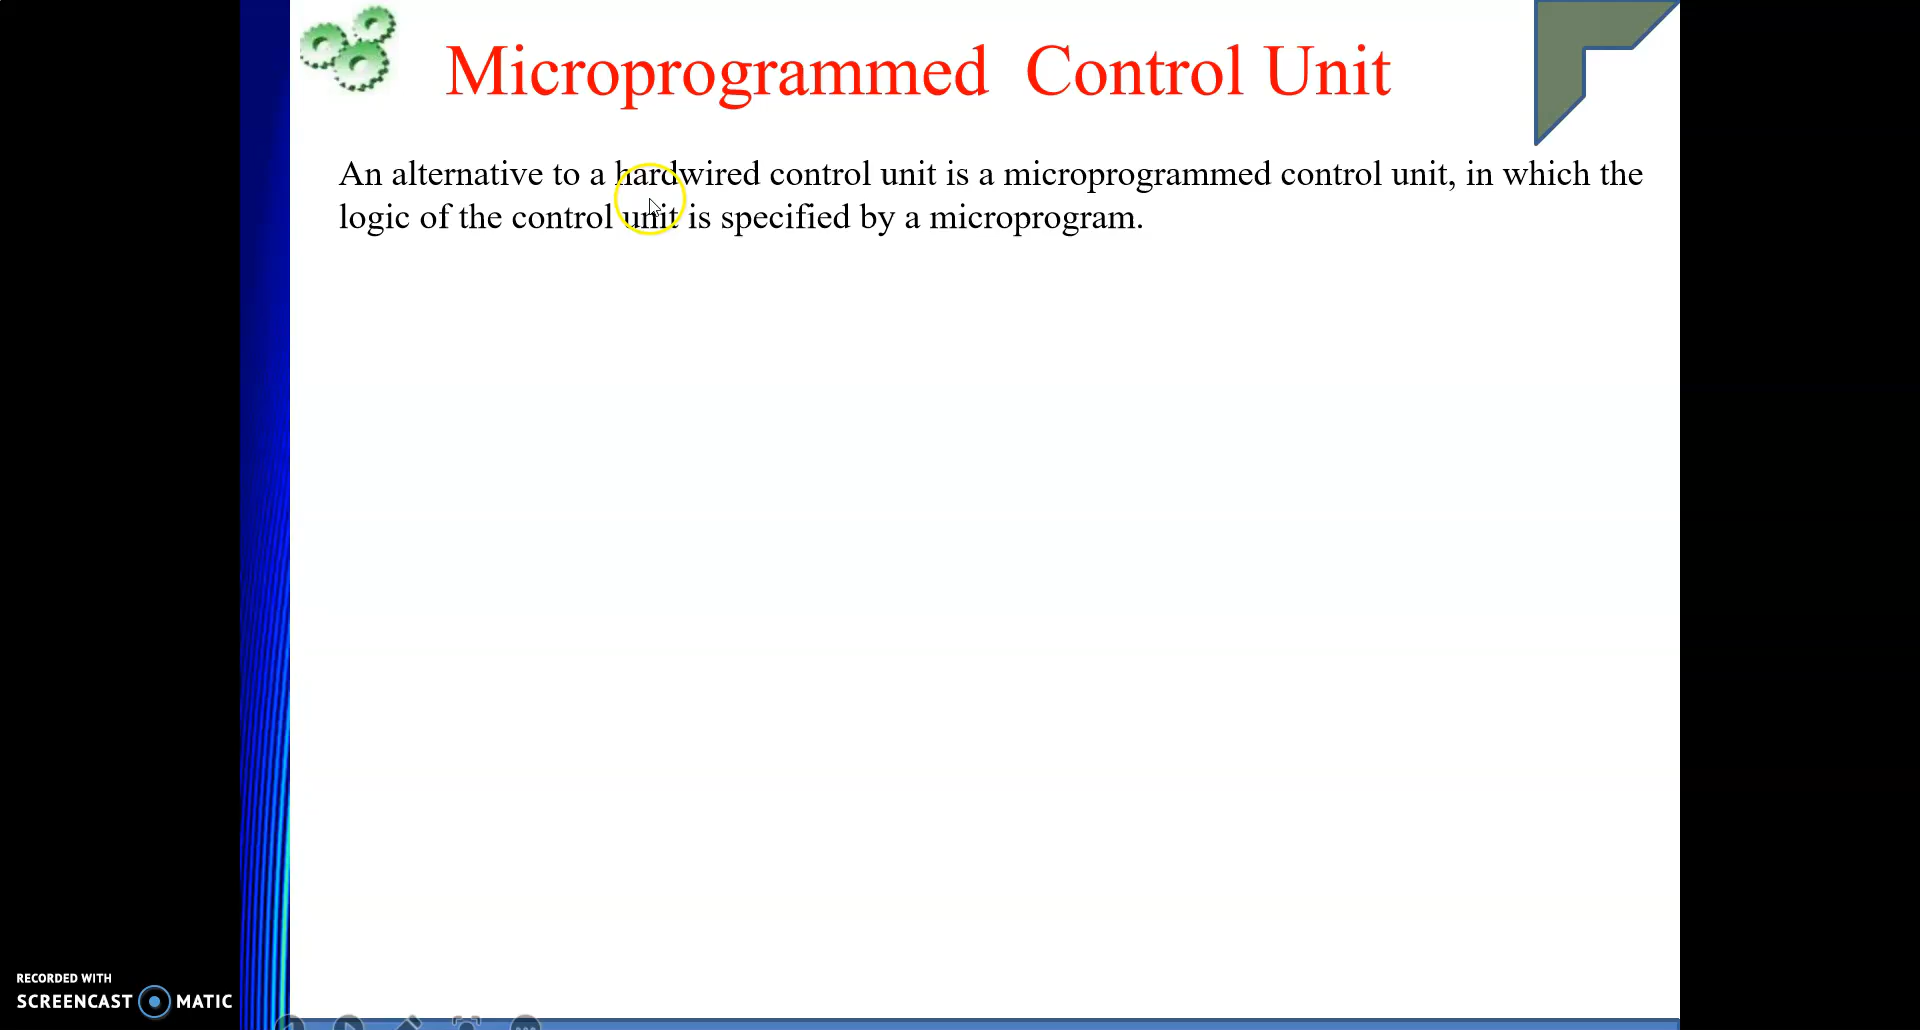 Microprogrammed Control Unit
An alternative to a hardwired control unit is a microprogrammed control unit, in which the
logic of the control unit is specified by a microprogram.
RECORDED WITH
SCREENCAST MATIC